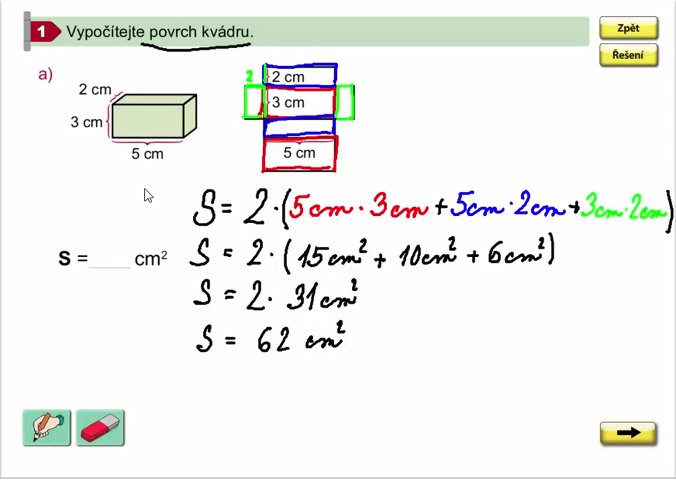 1 Vypočítejte povrch kvádru.
Zpět
Řešení
a)
2 cm
3 cm
5 cm
2
2 cm
3 cm
5 cm
S = 2 · (5cm · 3cm + 5cm · 2cm + 3cm · 2cm)
S = ____ cm²
S = 2 · (15cm² + 10cm² + 6cm²)
S = 2 · 31cm²
S = 62 cm²